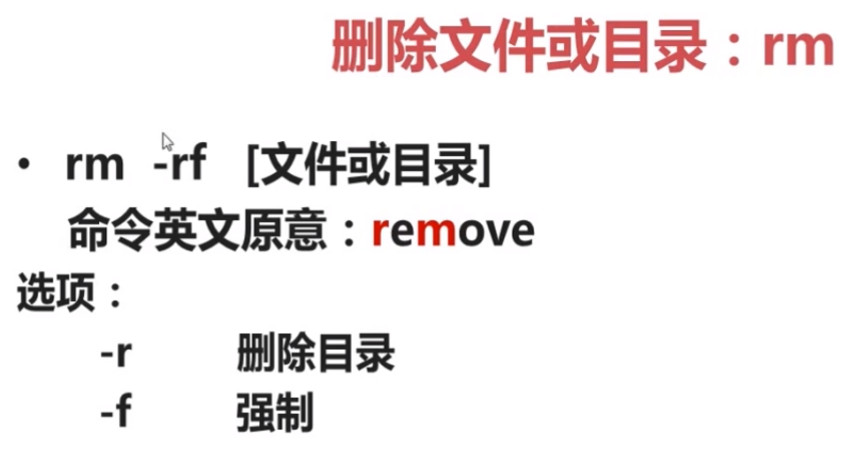 删除文件或目录：rm
• rm -rf [文件或目录]
命令英文原意：remove
选项：
-r 删除目录
-f 强制